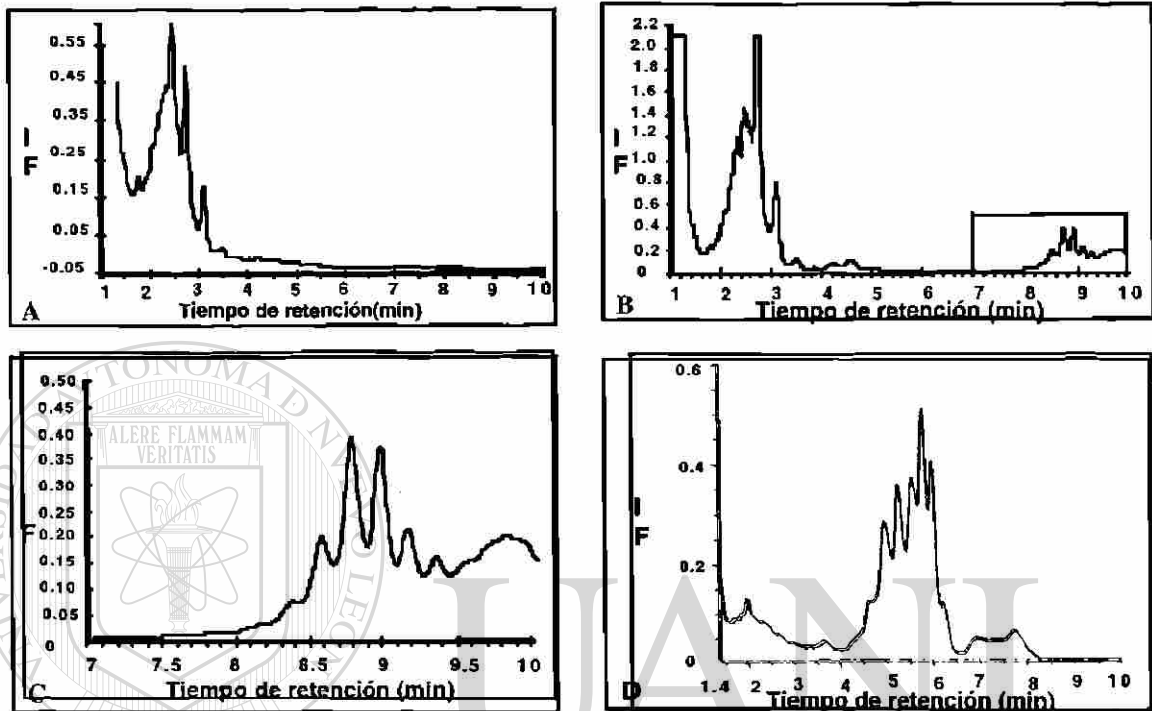 0.55
0.45
0.35
0.25
0.15
0.05
-0.05
I
F
1 2 3 4 5 6 7 8 9 10
A Tiempo de retención(min)
2.2
2.0
1.8
1.6
1.4
1.2
1.0
0.8
0.6
0.4
0.2
0
I
F
1 2 3 4 5 6 7 8 9 10
B Tiempo de retención (min)
0.50
0.45
0.40
0.35
0.30
0.25
0.20
0.15
0.10
0.05
0
F
7 7.5 8 8.5 9 9.5 10
C Tiempo de retención (min)
0.6
0.4
0.2
0
I
F
1.4 2 3 4 5 6 7 8 9 10
D Tiempo de retención (min)
ALERE FLAMMAM
VERITATIS
UANL